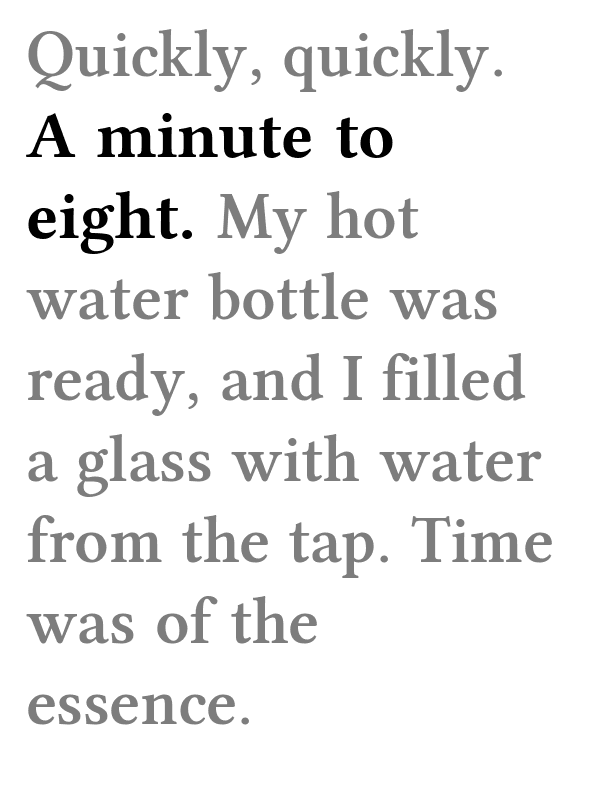 Quickly, quickly.
A minute to
eight. My hot
water bottle was
ready, and I filled
a glass with water
from the tap. Time
was of the
essence.